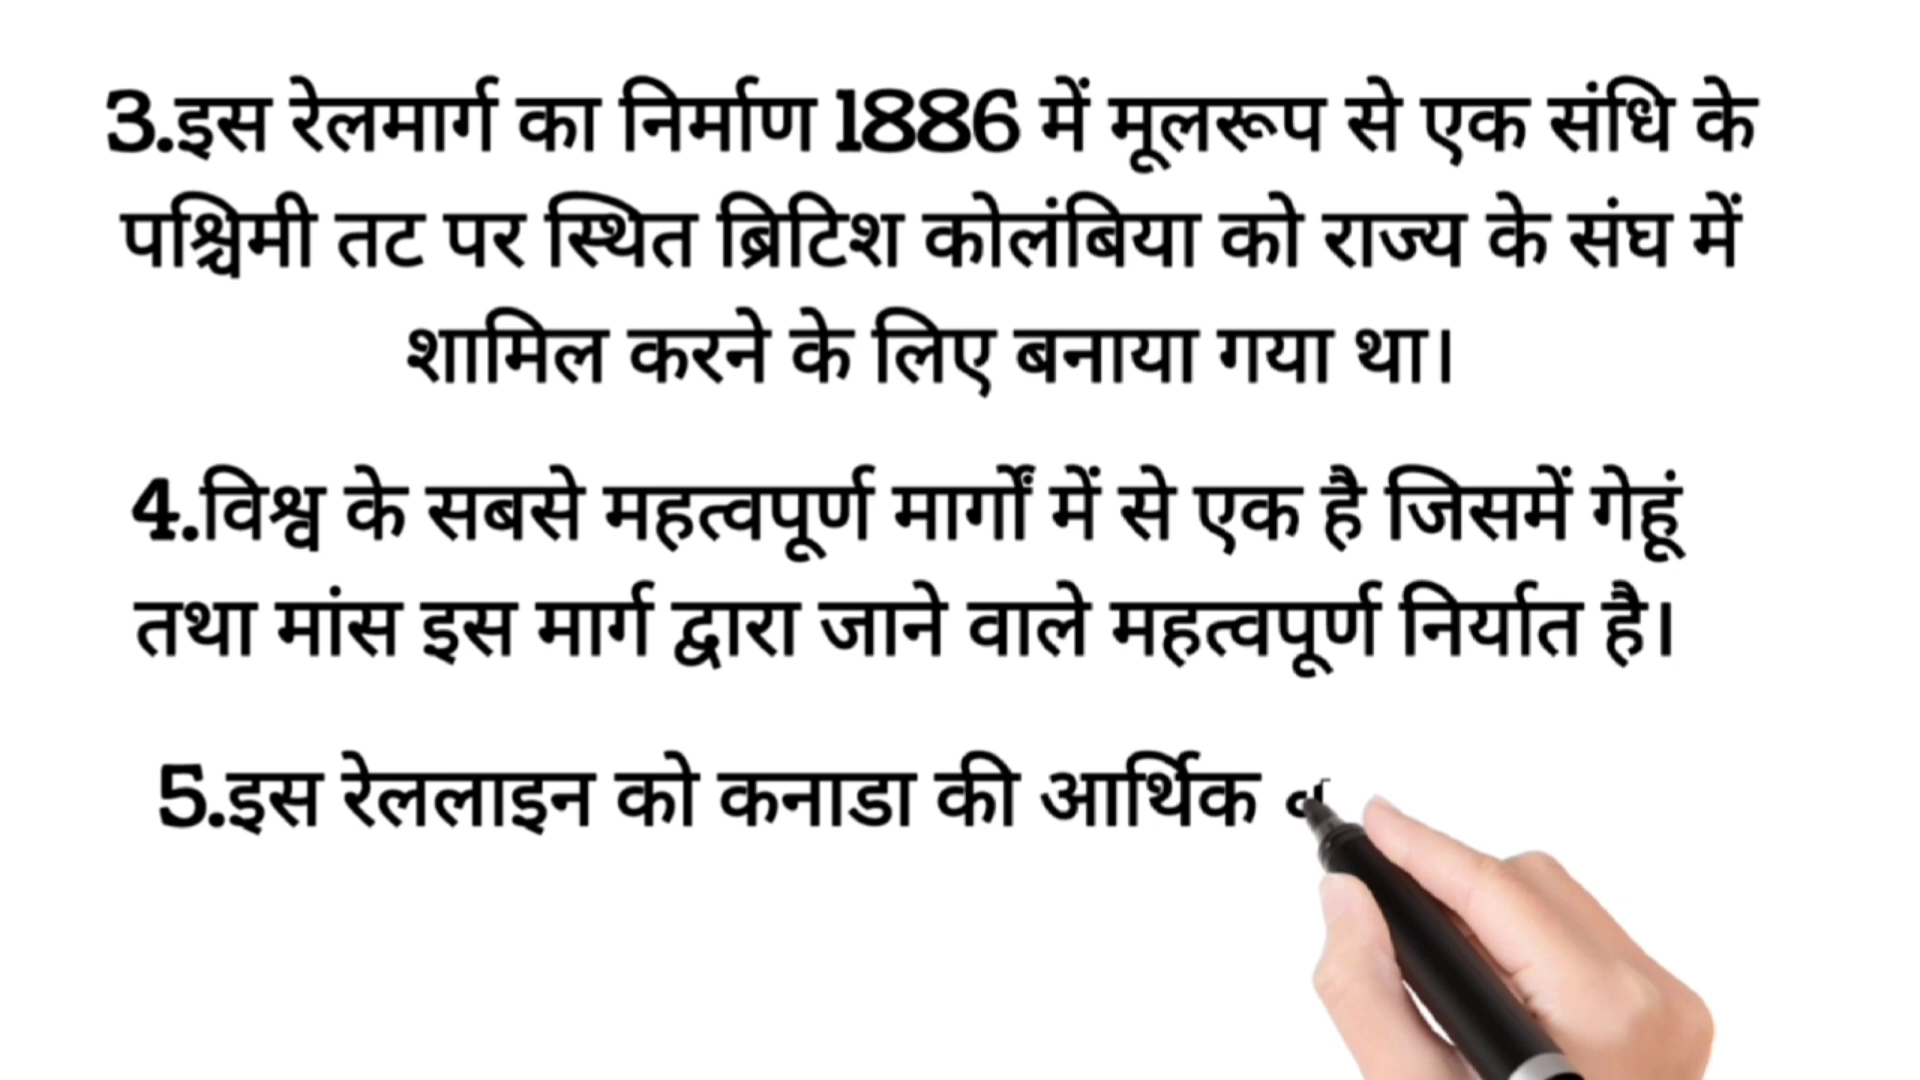 3.इस रेलमार्ग का निर्माण 1886 में मूलरूप से एक संधि के
पश्चिमी तट पर स्थित ब्रिटिश कोलंबिया को राज्य के संघ में
शामिल करने के लिए बनाया गया था।
4.विश्व के सबसे महत्वपूर्ण मार्गों में से एक है जिसमें गेहूं
तथा मांस इस मार्ग द्वारा जाने वाले महत्वपूर्ण निर्यात है।
5.इस रेललाइन को कनाडा की आर्थिक